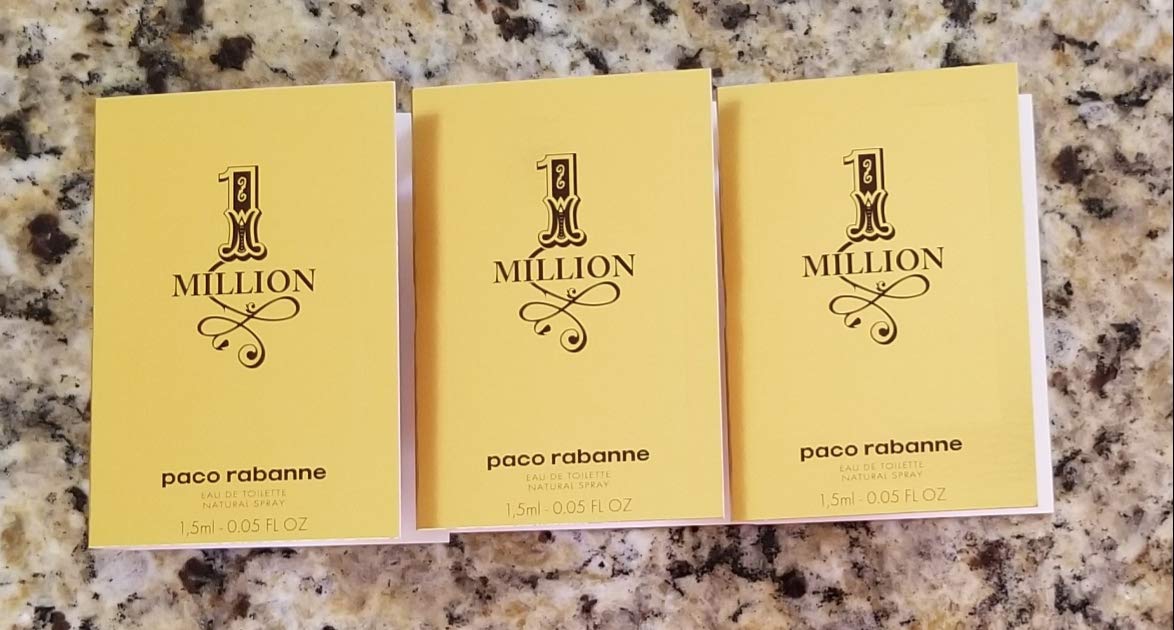 1
MILLION
paco rabanne
EAU DE TOILETTE
NATURAL SPRAY
1,5ml - 0.05 FL OZ
1
MILLION
paco rabanne
EAU DE TOILETTE
NATURAL SPRAY
1,5ml - 0.05 FL OZ
1
MILLION
paco rabanne
EAU DE TOILETTE
NATURAL SPRAY
1,5ml - 0.05 FL OZ